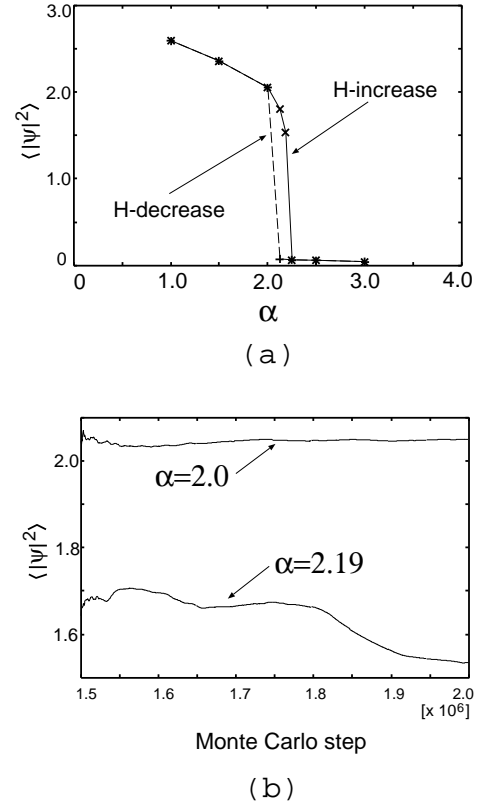 3.0
2.0
1.0
0
⟨|ψ|²⟩
H-increase
H-decrease
0 1.0 2.0 3.0 4.0
α
(a)
2.0
1.8
1.6
⟨|ψ|²⟩
α=2.0
α=2.19
1.5 1.6 1.7 1.8 1.9 2.0
[x 10⁶]
Monte Carlo step
(b)